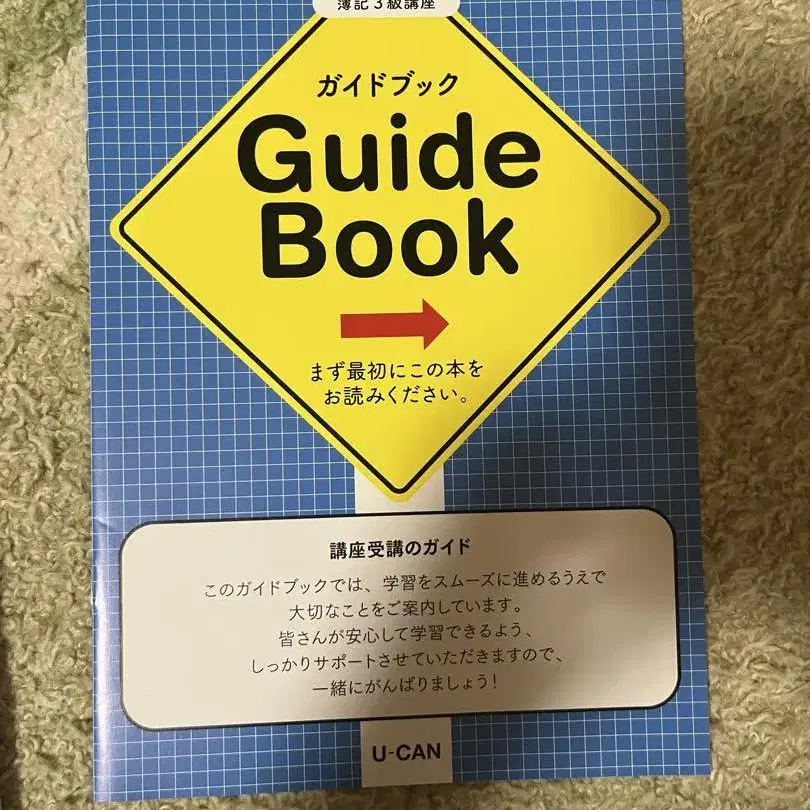 簿記3級講座
ガイドブック
Guide
Book
まず最初にこの本を
お読みください。
講座受講のガイド
このガイドブックでは、学習をスムーズに進めるうえで
大切なことをご案内しています。
皆さんが安心して学習できるよう、
しっかりサポートさせていただきますので、
一緒にがんばりましょう！
U-CAN